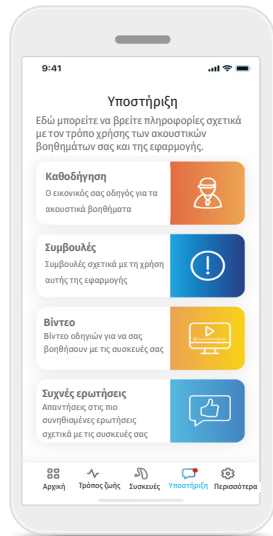 9:41
Υποστήριξη
Εδώ μπορείτε να βρείτε πληροφορίες σχετικά
με τον τρόπο χρήσης των ακουστικών
βοηθημάτων σας και της εφαρμογής.
Καθοδήγηση
Ο εικονικός σας οδηγός για τα
ακουστικά βοηθήματα
Συμβουλές
Συμβουλές σχετικά με τη χρήση
αυτής της εφαρμογής
Βίντεο
Βίντεο οδηγιών για να σας
βοηθήσουν με τις συσκευές σας
Συχνές ερωτήσεις
Απαντήσεις στις πιο
συνηθισμένες ερωτήσεις
σχετικά με τις συσκευές σας
Αρχική Τρόπος ζωής Συσκευές Υποστήριξη Περισσότερα